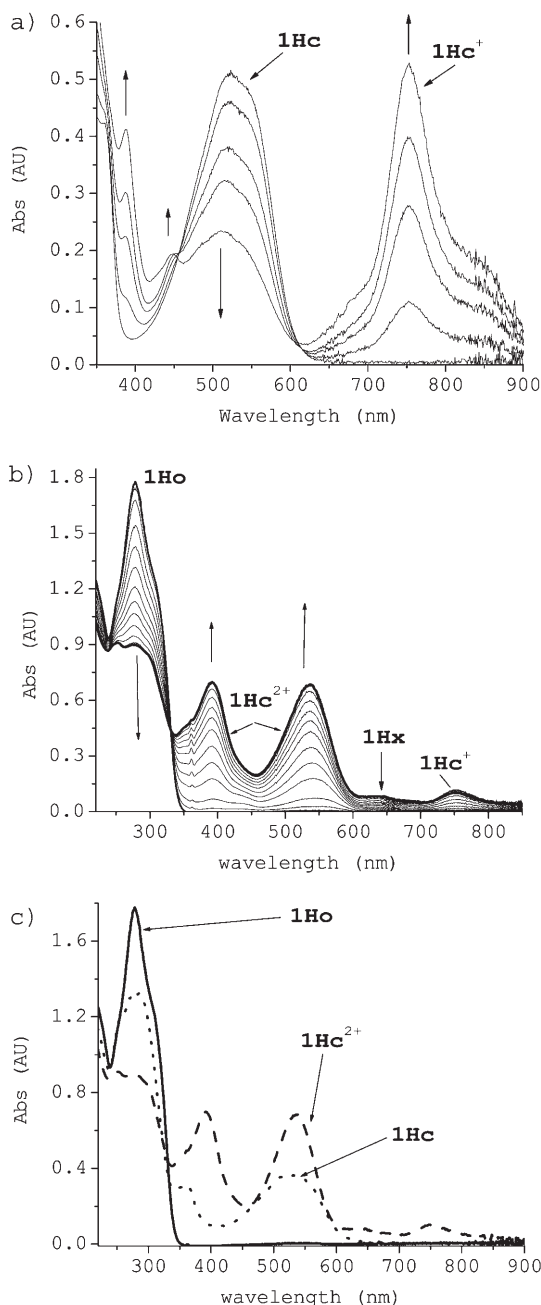 a)
0.6
0.5
0.4
0.3
0.2
0.1
0.0
Abs (AU)
1Hc
1Hc⁺
400 500 600 700 800 900
Wavelength (nm)
b)
1.8
1.5
1.2
0.9
0.6
0.3
0.0
Abs (AU)
1Ho
1Hc²⁺
1Hx
1Hc⁺
300 400 500 600 700 800
wavelength (nm)
c)
1.6
1.2
0.8
0.4
0.0
Abs (AU)
1Ho
1Hc²⁺
1Hc
300 400 500 600 700 800 900
wavelength (nm)